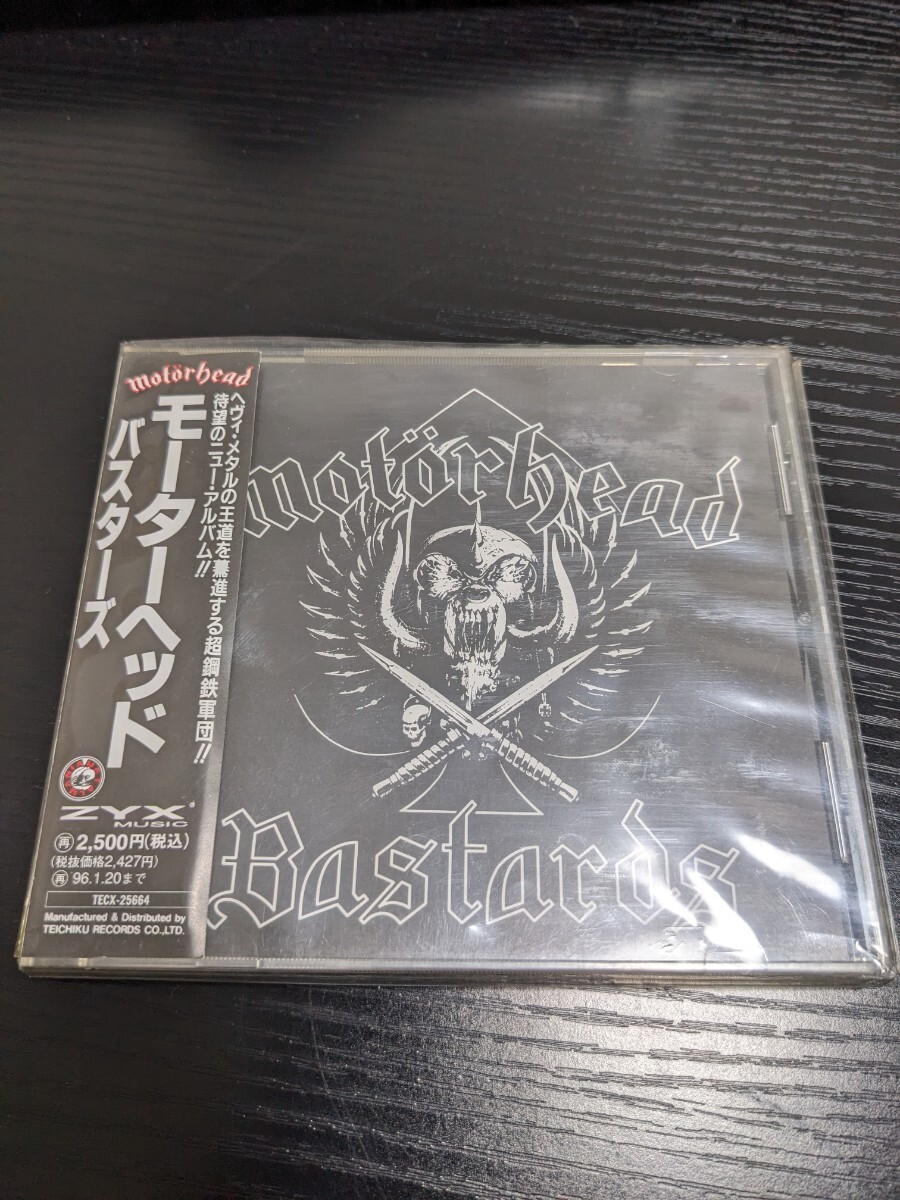 motörhead
モーターヘッド
バスターズ
ヘヴィ・メタルの王道を驀進する超鋼鉄軍団!!
待望のニュー・アルバム!!
ZYX
MUSIC
再 2,500円(税込)
(税抜価格2,427円)
再 96.1.20まで
TECX-25664
Manufactured & Distributed by
TEICHIKU RECORDS CO.,LTD.
motörhead
Bastards